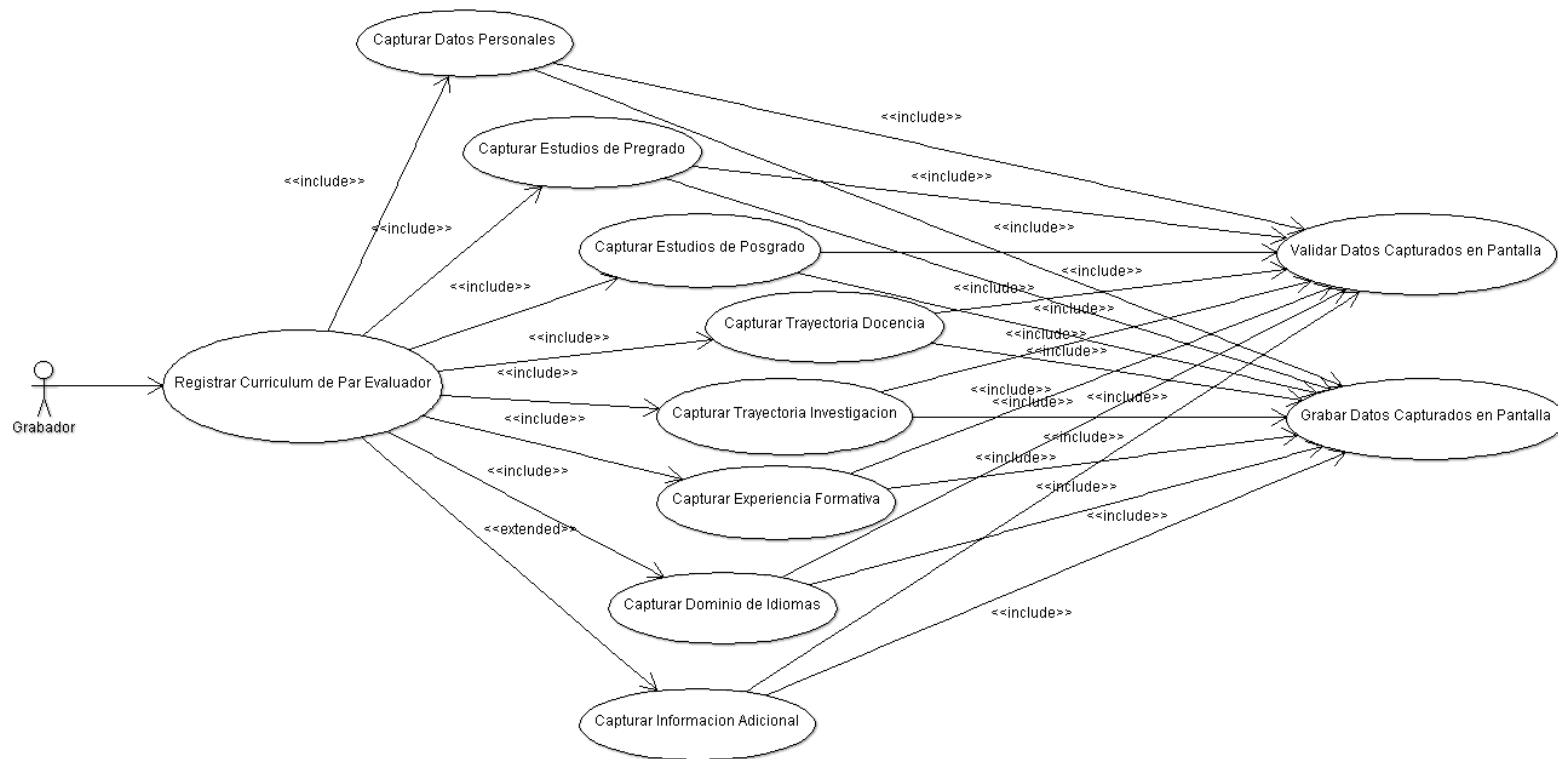 Capturar Datos Personales
<<include>>
Capturar Estudios de Pregrado
<<include>>
<<include>>
<<include>>
<<include>>
Capturar Estudios de Posgrado
Validar Datos Capturados en Pantalla
<<include>>
<<include>>
<<include>>
Capturar Trayectoria Docencia
<<include>>
<<include>>
<<include>>
<<include>>
Registrar Curriculum de Par Evaluador
<<include>>
<<include>>
<<include>>
Capturar Trayectoria Investigacion
Grabar Datos Capturados en Pantalla
<<include>>
Grabador
<<include>>
<<include>>
Capturar Experiencia Formativa
<<include>>
<<extended>>
<<include>>
Capturar Dominio de Idiomas
<<include>>
Capturar Informacion Adicional